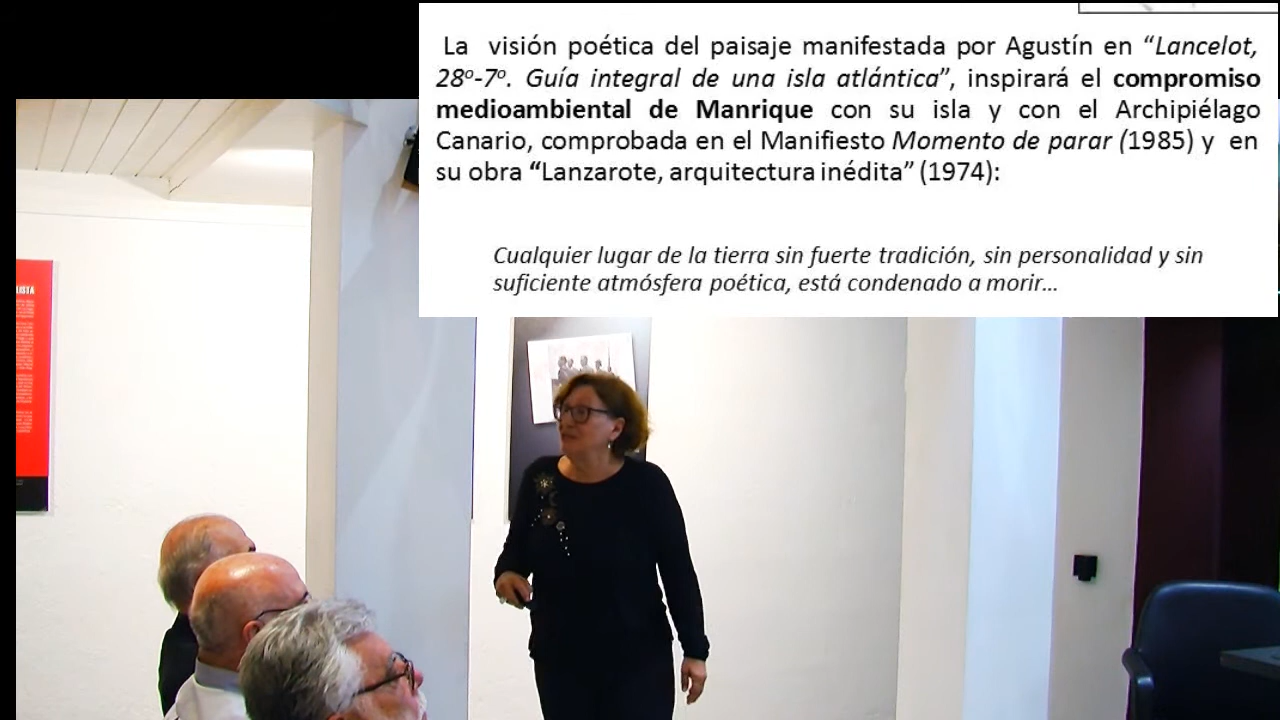 La visión poética del paisaje manifestada por Agustín en “Lancelot,
28º-7º. Guía integral de una isla atlántica”, inspirará el compromiso
medioambiental de Manrique con su isla y con el Archipiélago
Canario, comprobada en el Manifiesto Momento de parar (1985) y en
su obra “Lanzarote, arquitectura inédita” (1974):
Cualquier lugar de la tierra sin fuerte tradición, sin personalidad y sin
suficiente atmósfera poética, está condenado a morir…